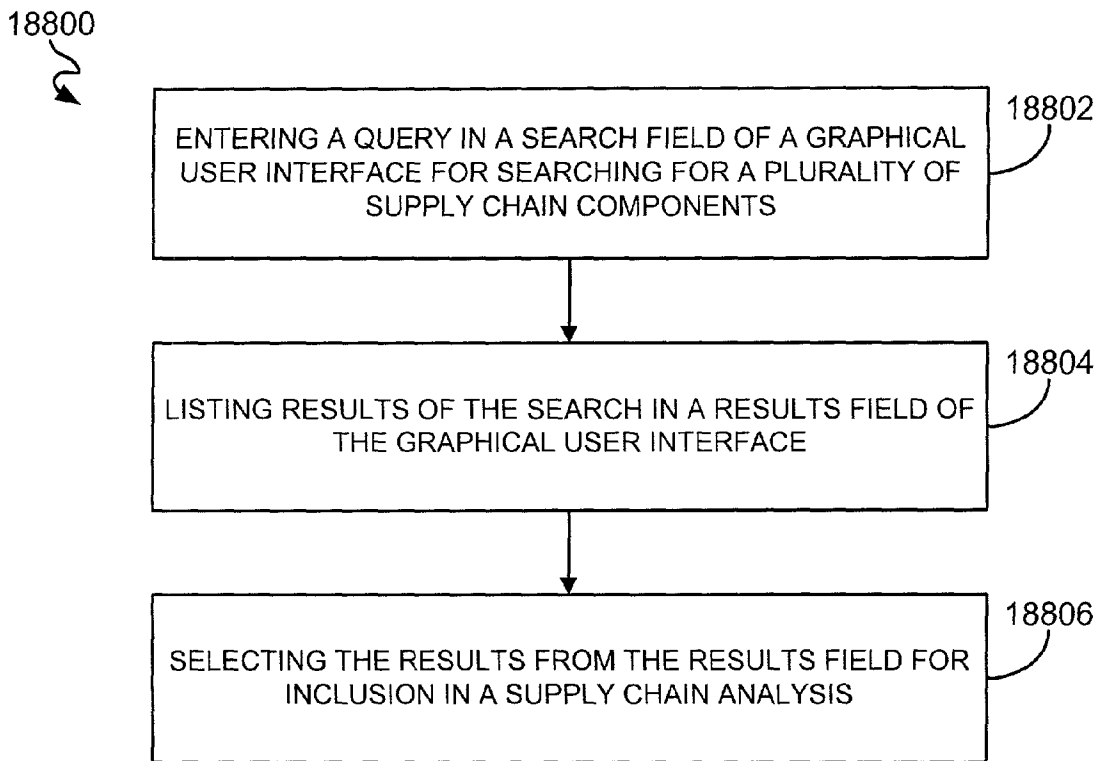 18800
18802
ENTERING A QUERY IN A SEARCH FIELD OF A GRAPHICAL
USER INTERFACE FOR SEARCHING FOR A PLURALITY OF
SUPPLY CHAIN COMPONENTS
18804
LISTING RESULTS OF THE SEARCH IN A RESULTS FIELD OF
THE GRAPHICAL USER INTERFACE
18806
SELECTING THE RESULTS FROM THE RESULTS FIELD FOR
INCLUSION IN A SUPPLY CHAIN ANALYSIS